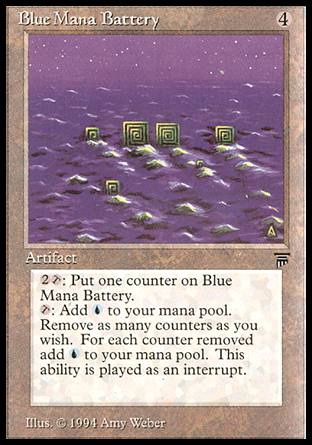 Blue Mana Battery 4
Artifact
2: Put one counter on Blue
Mana Battery.
: Add to your mana pool.
Remove as many counters as you
wish. For each counter removed
add to your mana pool. This
ability is played as an interrupt.
Illus. © 1994 Amy Weber